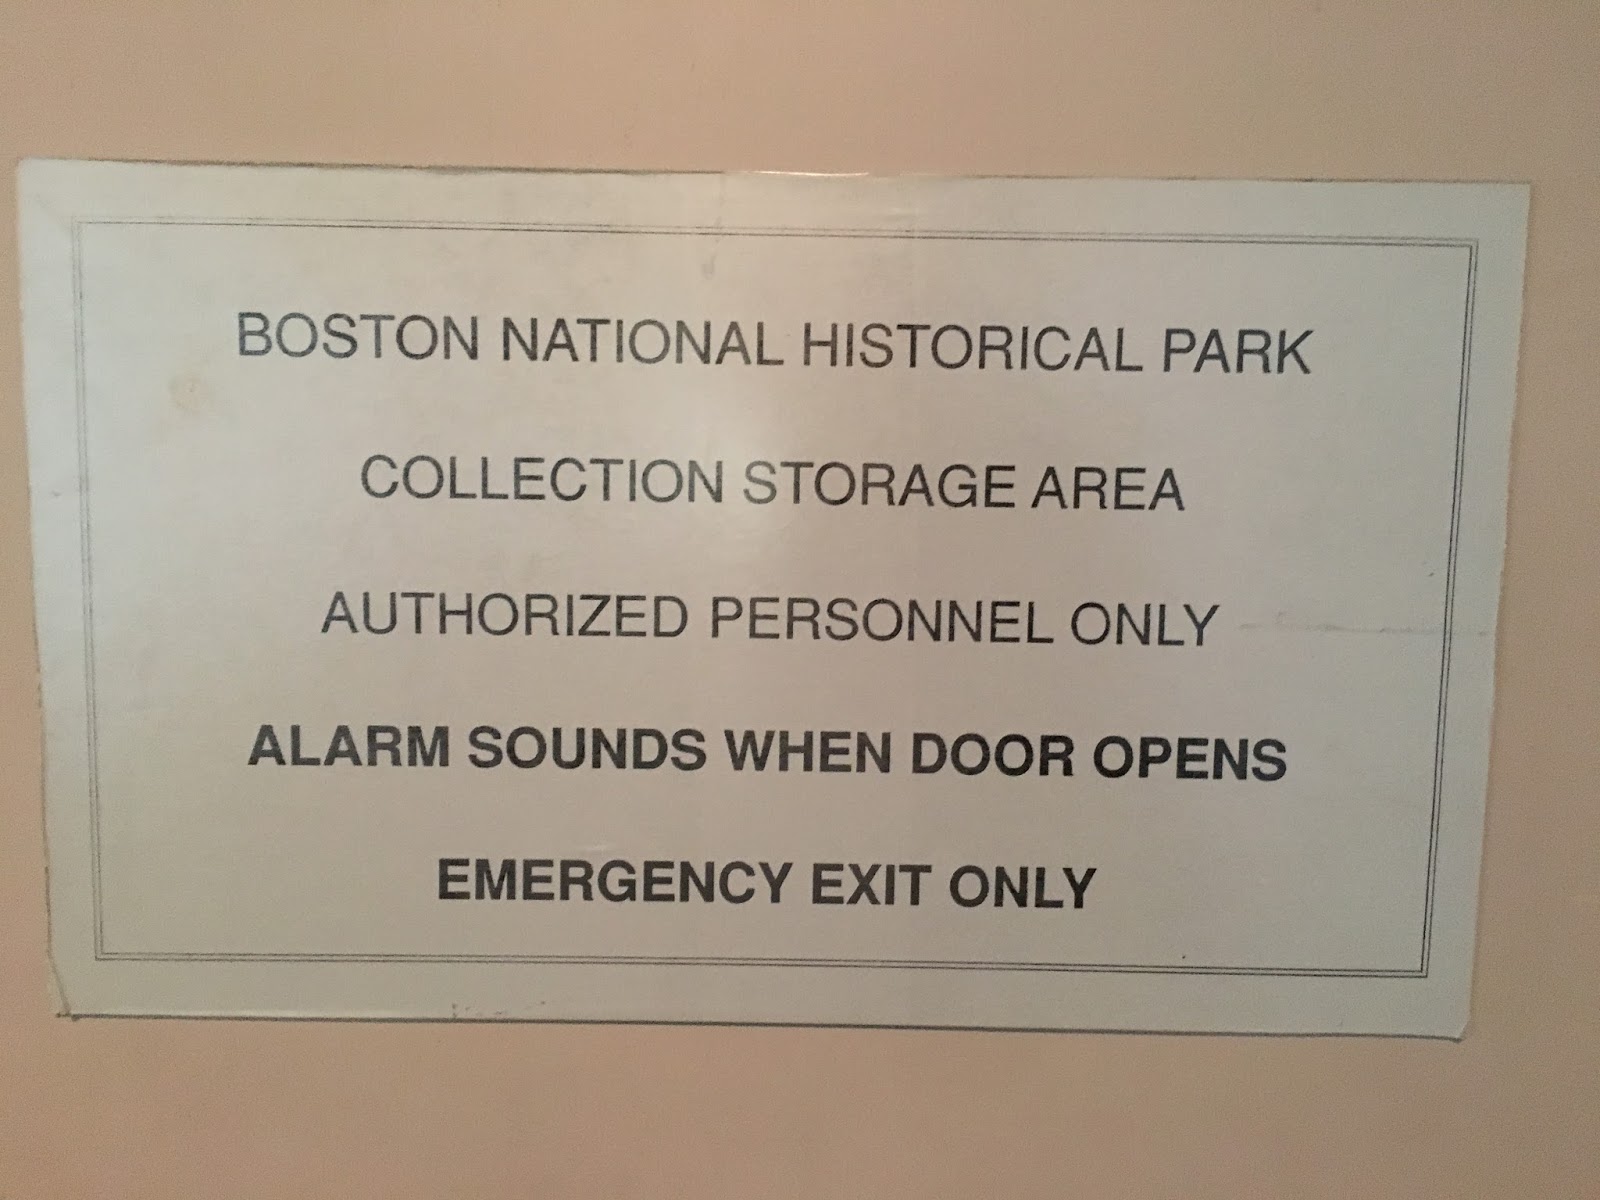 BOSTON NATIONAL HISTORICAL PARK
COLLECTION STORAGE AREA
AUTHORIZED PERSONNEL ONLY
ALARM SOUNDS WHEN DOOR OPENS
EMERGENCY EXIT ONLY